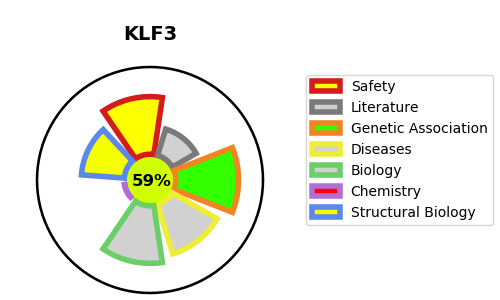 KLF3
59%
Safety
Literature
Genetic Association
Diseases
Biology
Chemistry
Structural Biology